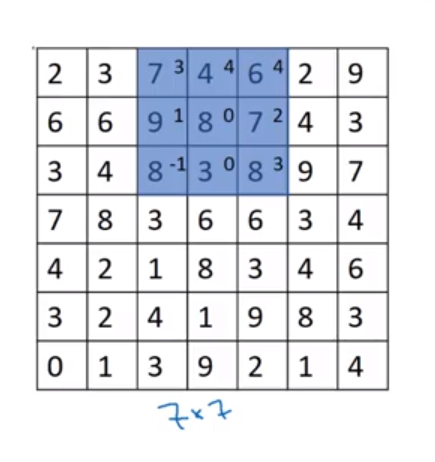 2 3 7 3 4 4 6 4 2 9
6 6 9 1 8 0 7 2 4 3
3 4 8 -1 3 0 8 3 9 7
7 8 3 6 6 3 4
4 2 1 8 3 4 6
3 2 4 1 9 8 3
0 1 3 9 2 1 4
7x7